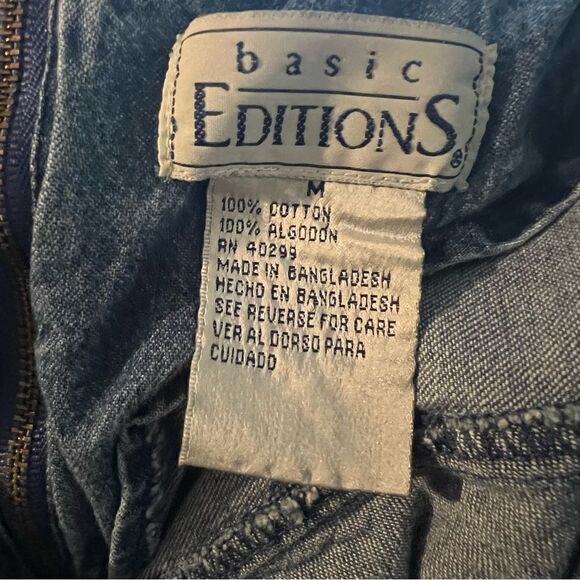 basic
EDITIONS®
M
100% COTTON
100% ALGODON
RN 40299
MADE IN BANGLADESH
HECHO EN BANGLADESH
SEE REVERSE FOR CARE
VER AL DORSO PARA
CUIDADO